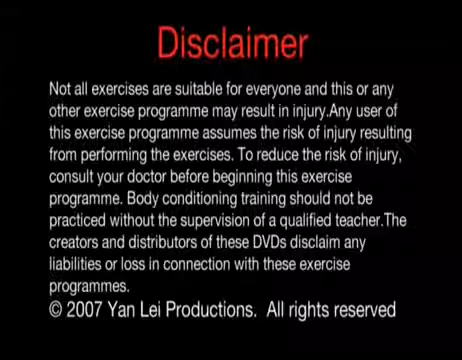 Disclaimer
Not all exercises are suitable for everyone and this or any
other exercise programme may result in injury.Any user of
this exercise programme assumes the risk of injury resulting
from performing the exercises. To reduce the risk of injury,
consult your doctor before beginning this exercise
programme. Body conditioning training should not be
practiced without the supervision of a qualified teacher.The
creators and distributors of these DVDs disclaim any
liabilities or loss in connection with these exercise
programmes.
© 2007 Yan Lei Productions. All rights reserved